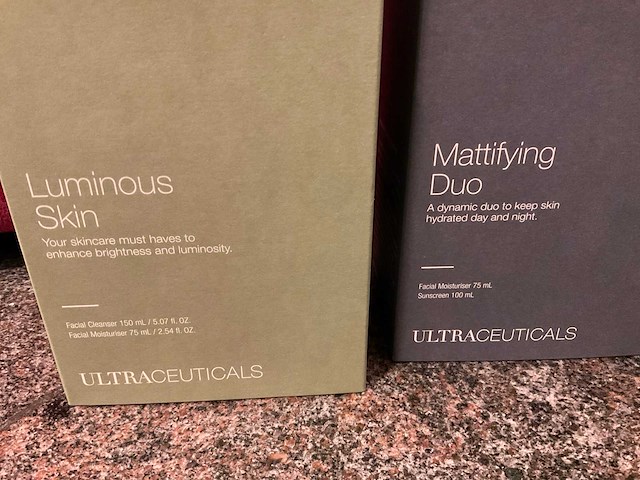 Luminous
Skin
Your skincare must haves to
enhance brightness and luminosity.
Facial Cleanser 150 mL / 5.07 fl. OZ.
Facial Moisturiser 75 mL / 2.54 fl. OZ.
ULTRACEUTICALS
Mattifying
Duo
A dynamic duo to keep skin
hydrated day and night.
Facial Moisturiser 75 mL
Sunscreen 100 mL
ULTRACEUTICALS